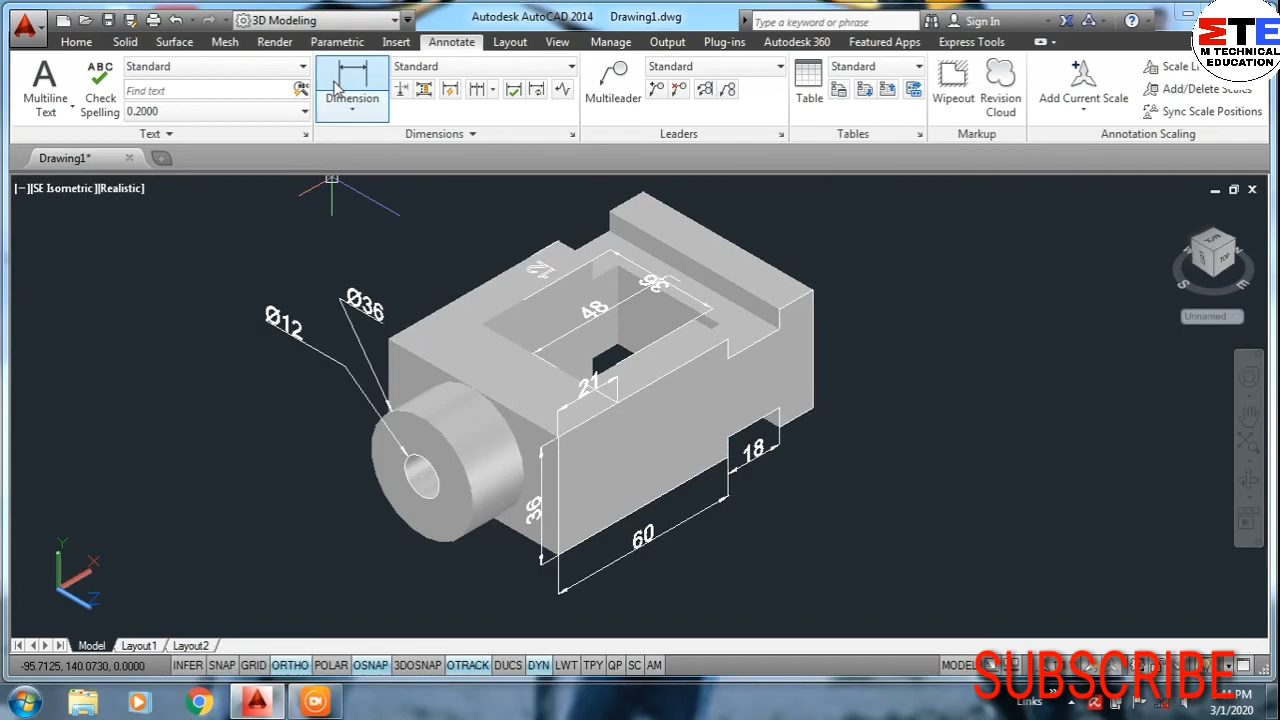 3D Modeling
Autodesk AutoCAD 2014 Drawing1.dwg
Type a keyword or phrase
Sign In
Home Solid Surface Mesh Render Parametric Insert Annotate Layout View Manage Output Plug-ins Autodesk 360 Featured Apps Express Tools
MTE
M TECHNICAL
EDUCATION
Multiline
Text
ABC
Check
Spelling
Standard
Find text
0.2000
Text
Dimension
Standard
Dimensions
Multileader
Standard
Leaders
Table
Standard
Tables
Wipeout
Revision
Cloud
Markup
Add Current Scale
Add/Delete Scales
Sync Scale Positions
Annotation Scaling
Drawing1*
[−][SE Isometric][Realistic]
TOP
S
E
Unnamed
12
36
48
Ø36
Ø12
21
18
36
60
Y
X
Z
Model Layout1 Layout2
-95.7125, 140.0730, 0.0000
INFER SNAP GRID ORTHO POLAR OSNAP 3DOSNAP OTRACK DUCS DYN LWT TPY QP SC AM
MODEL
SUBSCRIBE
Links
3/1/2020